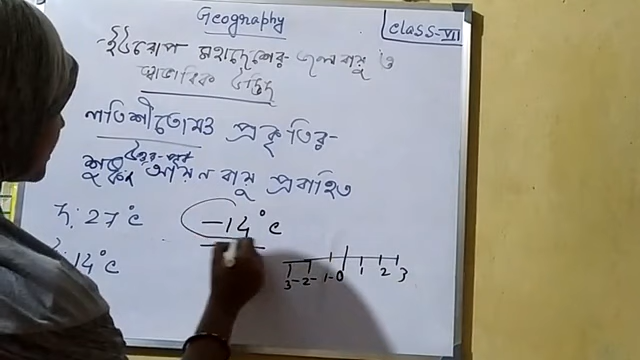 Geography
class-VII
ইউরোপ মহাদেশের জলবায়ু ও
স্বাভাবিক উদ্ভিদ
নাতিশীতোষ্ণ প্রকৃতির-
উত্তর-পূর্ব
শুষ্ক আয়ন বায়ু প্রবাহিত
27°C
-14°C
14°C
3-2-1-0 1 2 3